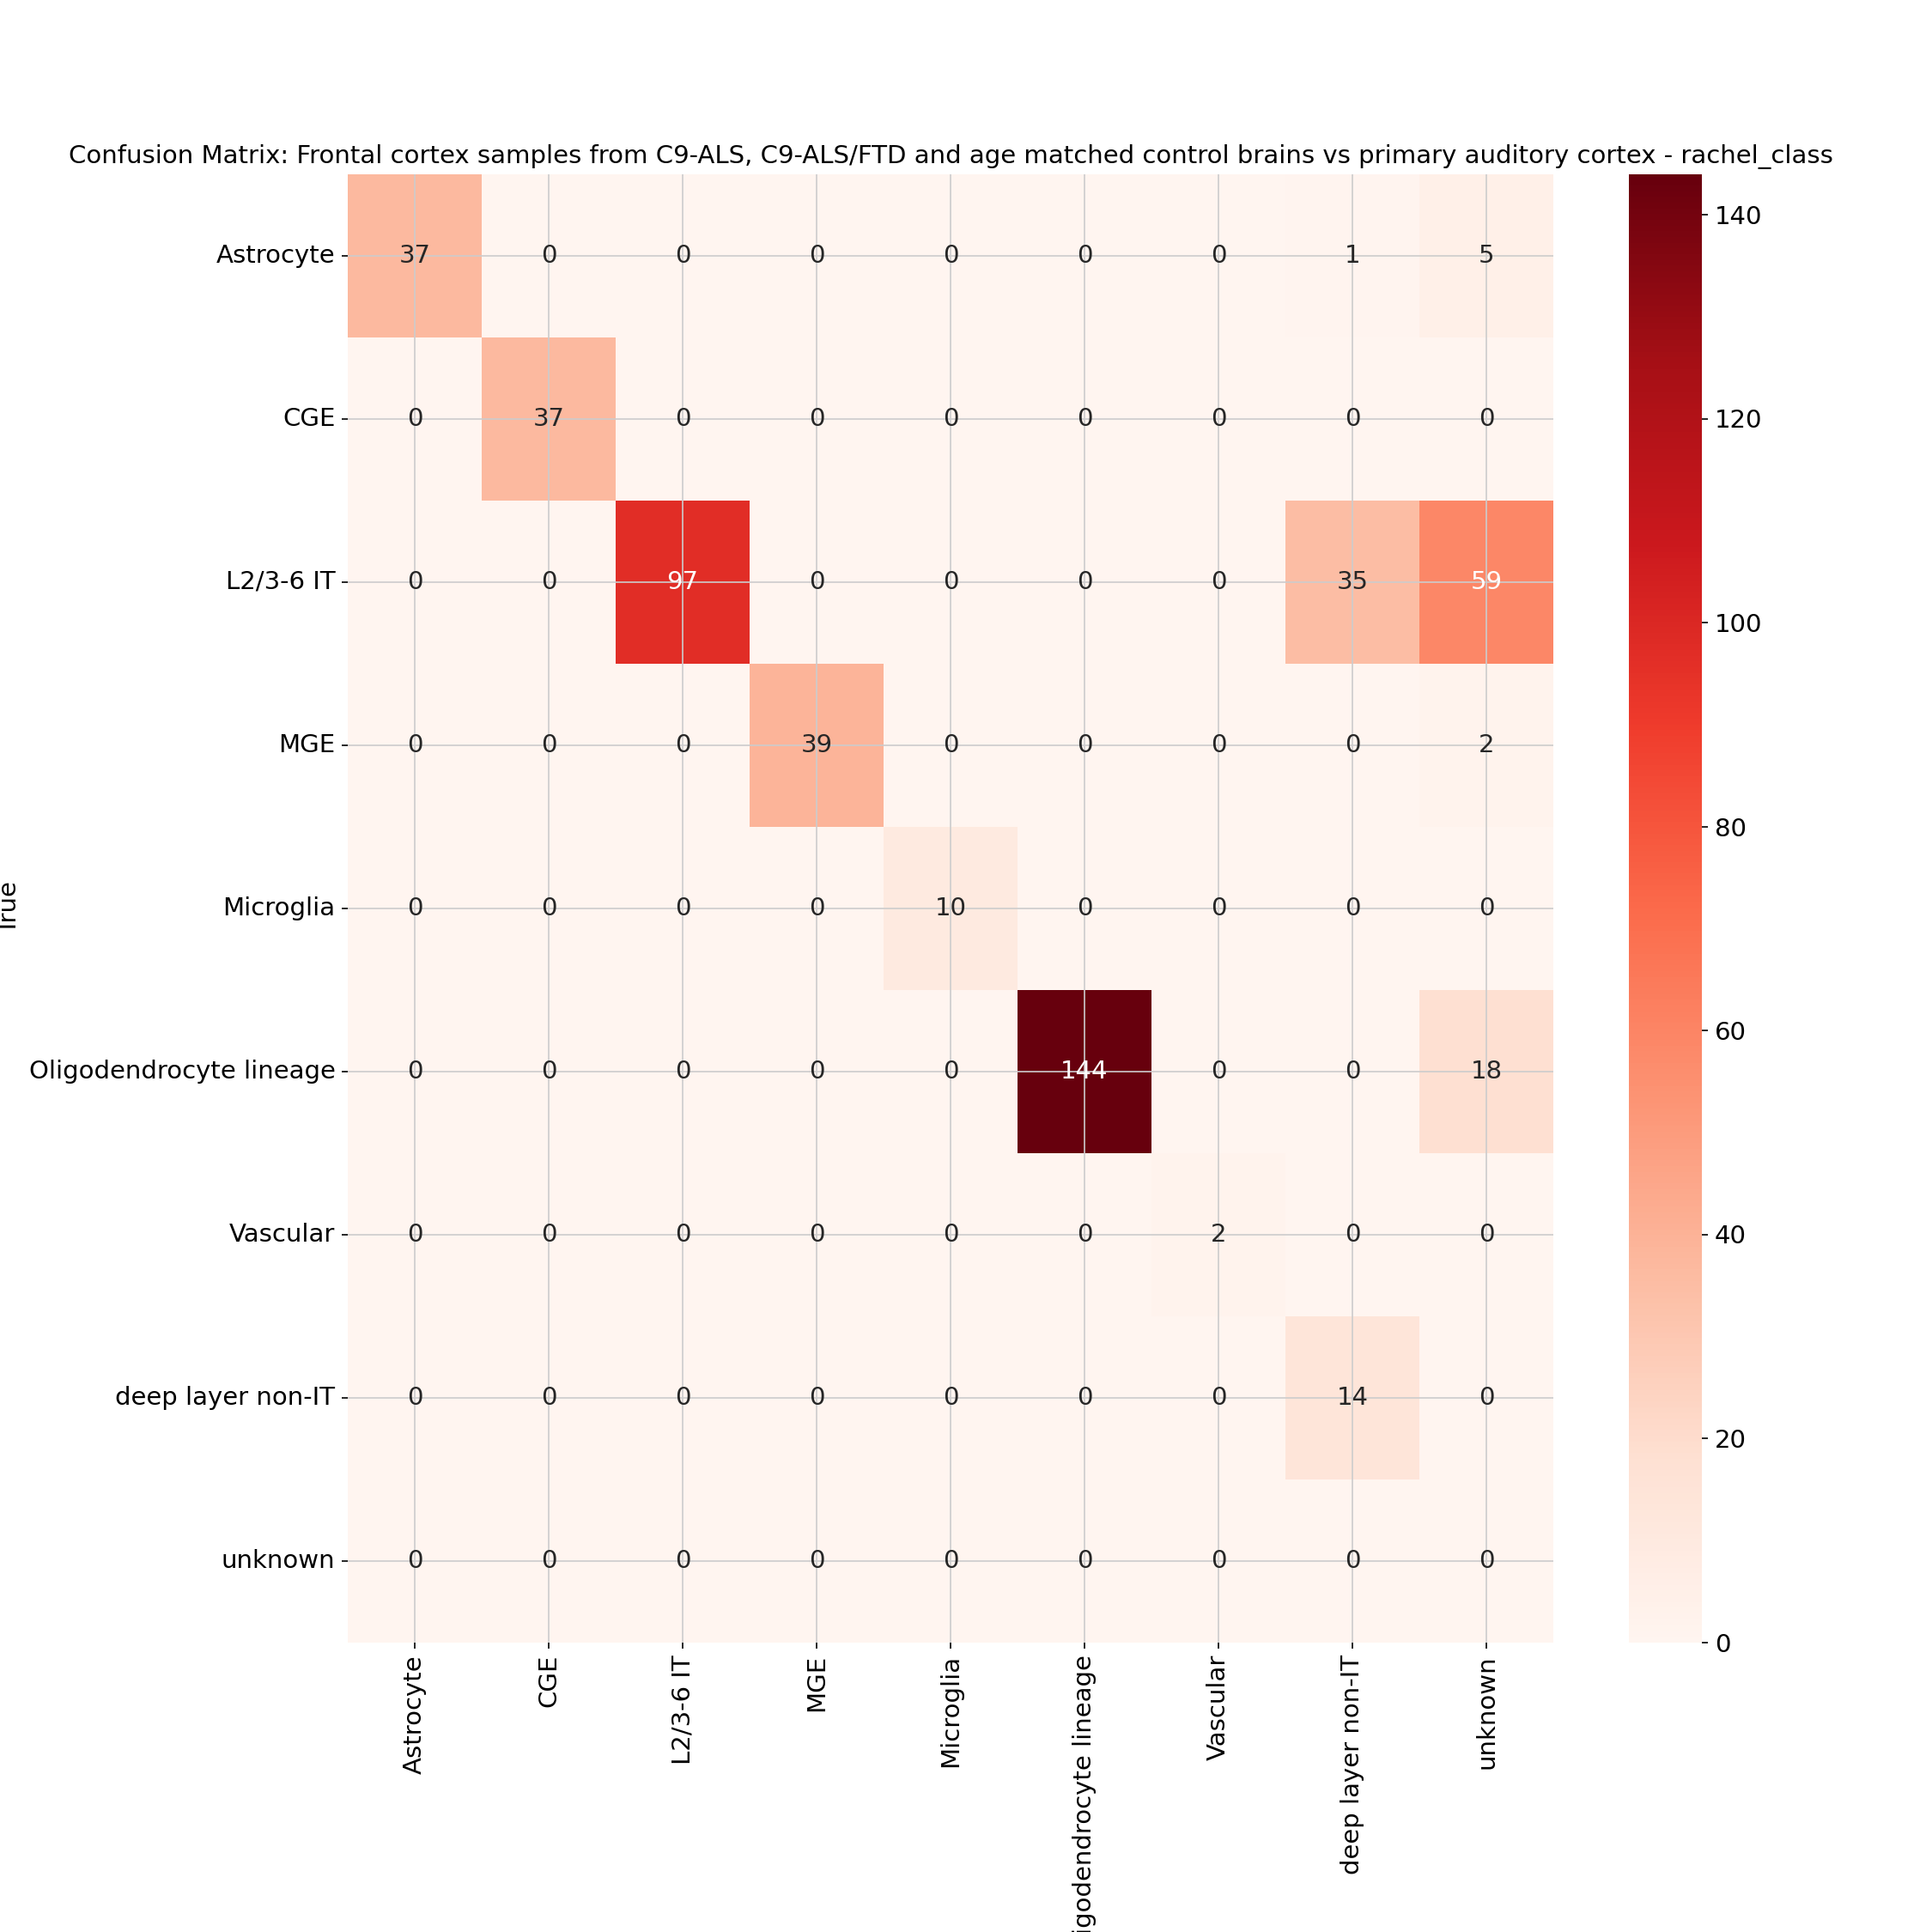 Confusion Matrix: Frontal cortex samples from C9-ALS, C9-ALS/FTD and age matched control brains vs primary auditory cortex - rachel_class
Astrocyte 37 0 0 0 0 0 0 1 5
CGE 0 37 0 0 0 0 0 0 0
L2/3-6 IT 0 0 97 0 0 0 0 35 59
MGE 0 0 0 39 0 0 0 0 2
Microglia 0 0 0 0 10 0 0 0 0
Oligodendrocyte lineage 0 0 0 0 0 144 0 0 18
Vascular 0 0 0 0 0 0 2 0 0
deep layer non-IT 0 0 0 0 0 0 0 14 0
unknown 0 0 0 0 0 0 0 0 0
True
Astrocyte
CGE
L2/3-6 IT
MGE
Microglia
igodendrocyte lineage
Vascular
deep layer non-IT
unknown
140
120
100
80
60
40
20
0